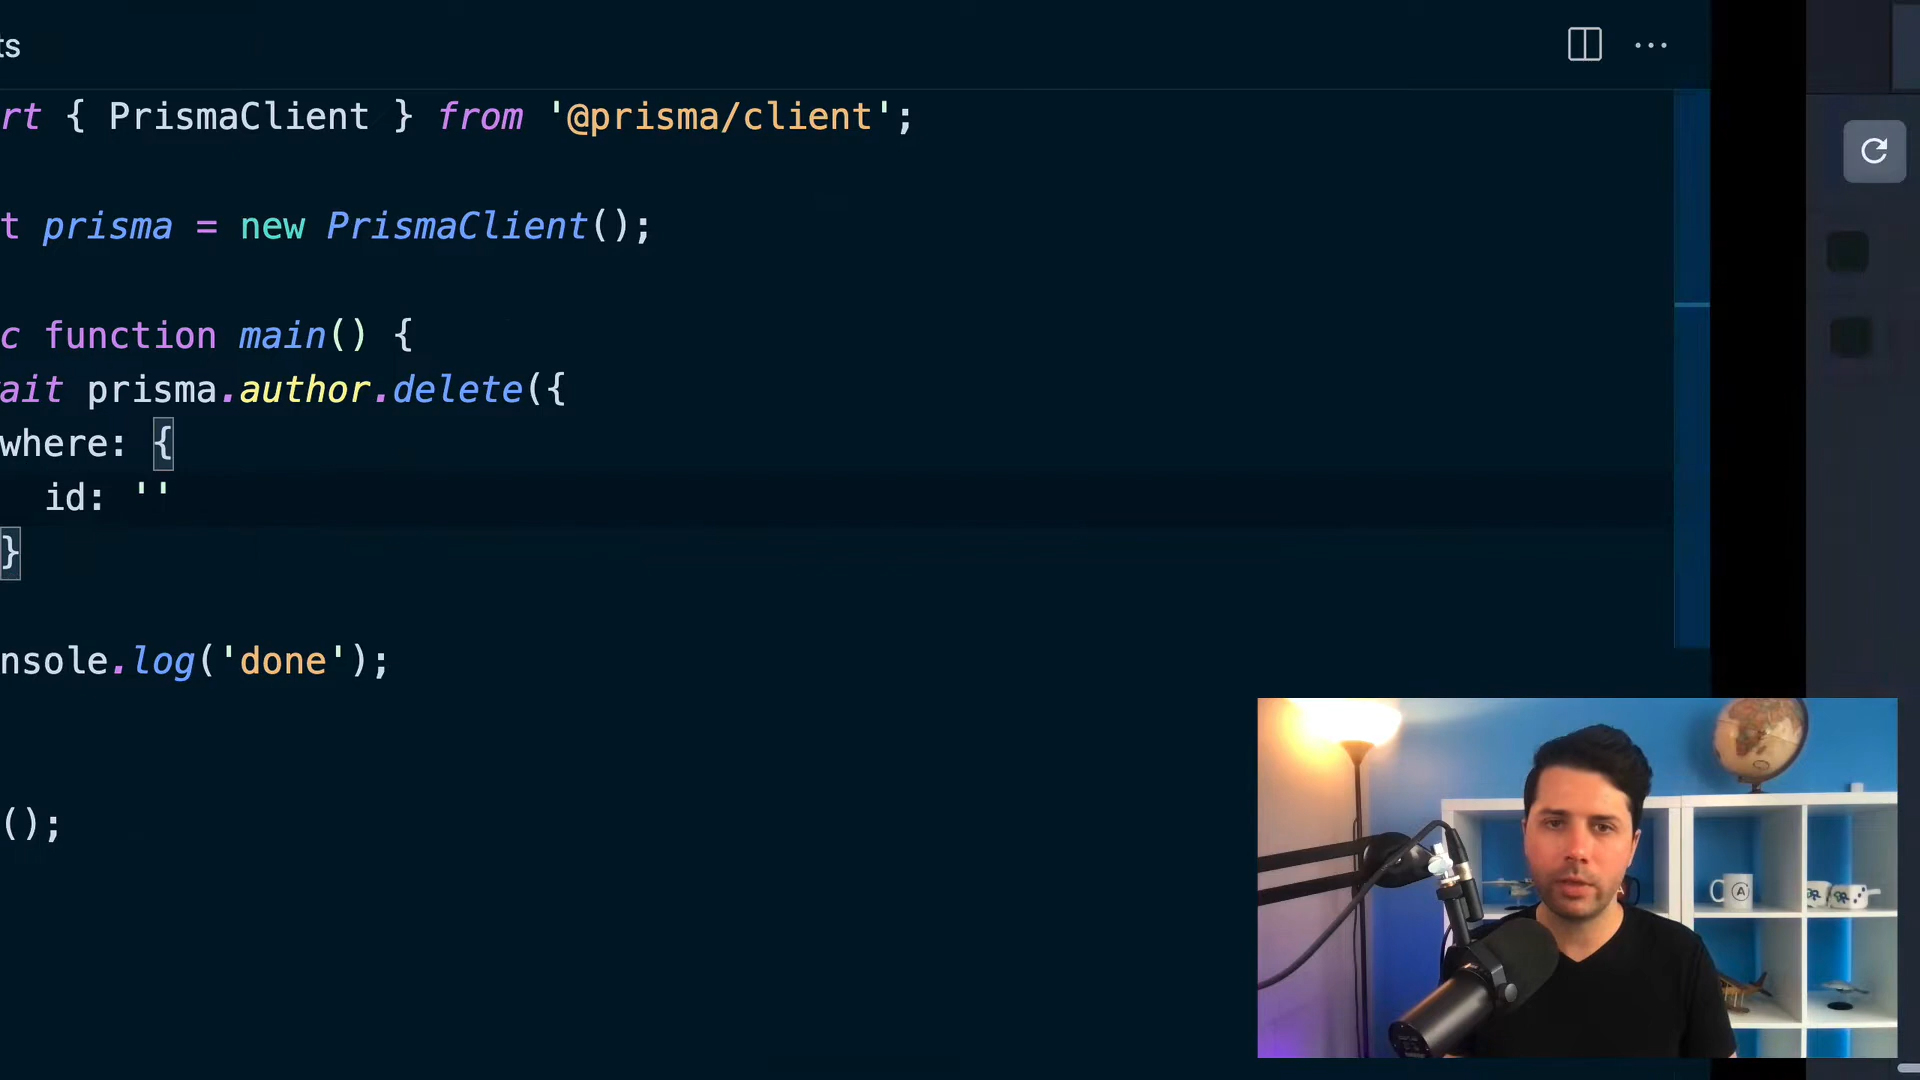 ts
rt { PrismaClient } from '@prisma/client';
t prisma = new PrismaClient();
c function main() {
ait prisma.author.delete({
where: {
id: ''
}
nsole.log('done');
();
A